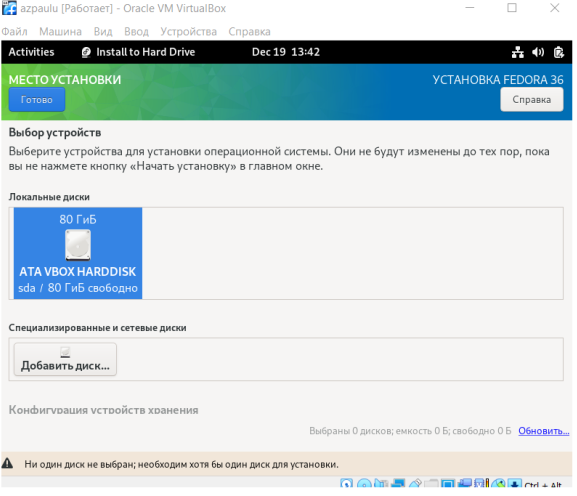 azpaulu [Работает] - Oracle VM VirtualBox
Файл Машина Вид Ввод Устройства Справка
Activities Install to Hard Drive Dec 19 13:42
МЕСТО УСТАНОВКИ УСТАНОВКА FEDORA 36
Готово Справка
Выбор устройств
Выберите устройства для установки операционной системы. Они не будут изменены до тех пор, пока
вы не нажмете кнопку «Начать установку» в главном окне.
Локальные диски
80 ГиБ
ATA VBOX HARDDISK
sda / 80 ГиБ свободно
Специализированные и сетевые диски
Добавить диск...
Конфигурация устройств хранения
Выбраны 0 дисков; емкость 0 Б; свободно 0 Б Обновить...
Ни один диск не выбран; необходим хотя бы один диск для установки.
Ctrl + Alt